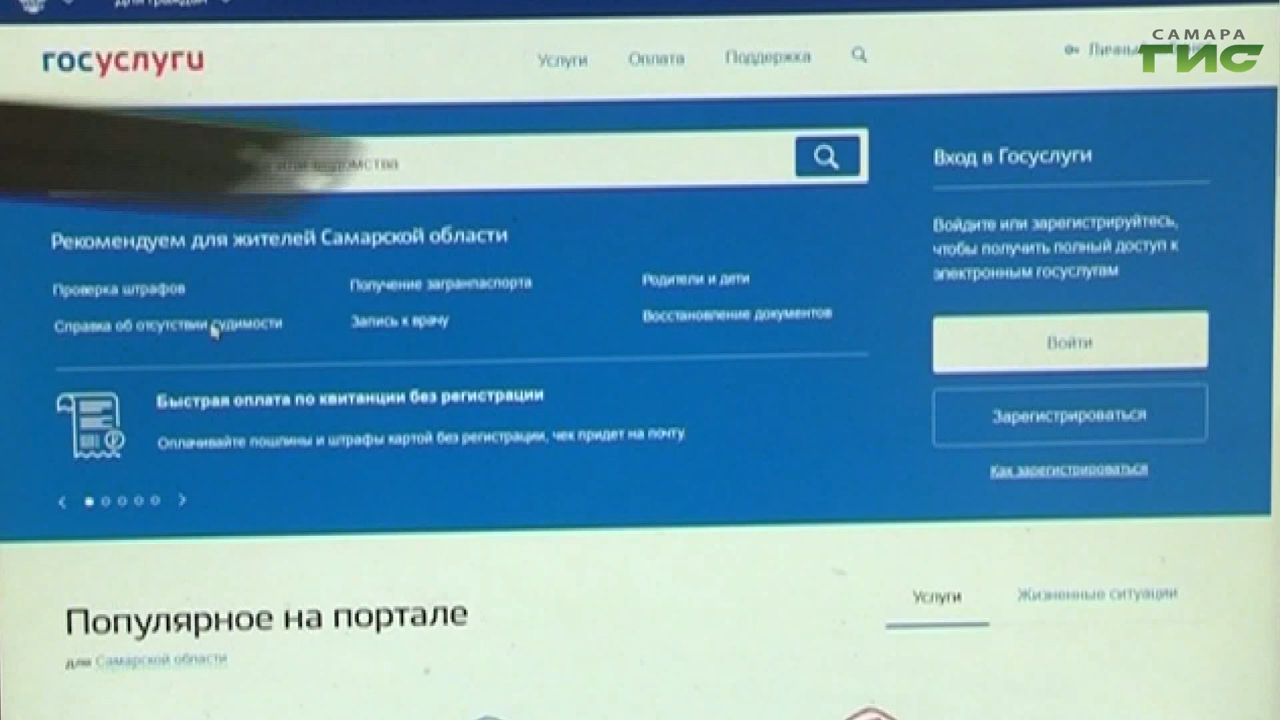 Для граждан
госуслуги
Услуги
Оплата
Поддержка
САМАРА
ГИС
ведомства
Вход в Госуслуги
Войдите или зарегистрируйтесь,
чтобы получить полный доступ к
электронным госуслугам
Рекомендуем для жителей Самарской области
Проверка штрафов
Получение загранпаспорта
Родители и дети
Справка об отсутствии судимости
Запись к врачу
Восстановление документов
Войти
Быстрая оплата по квитанции без регистрации
Оплачивайте пошлины и штрафы картой без регистрации, чек придет на почту
Зарегистрироваться
Как зарегистрироваться
Популярное на портале
для Самарской области
Услуги
Жизненные ситуации